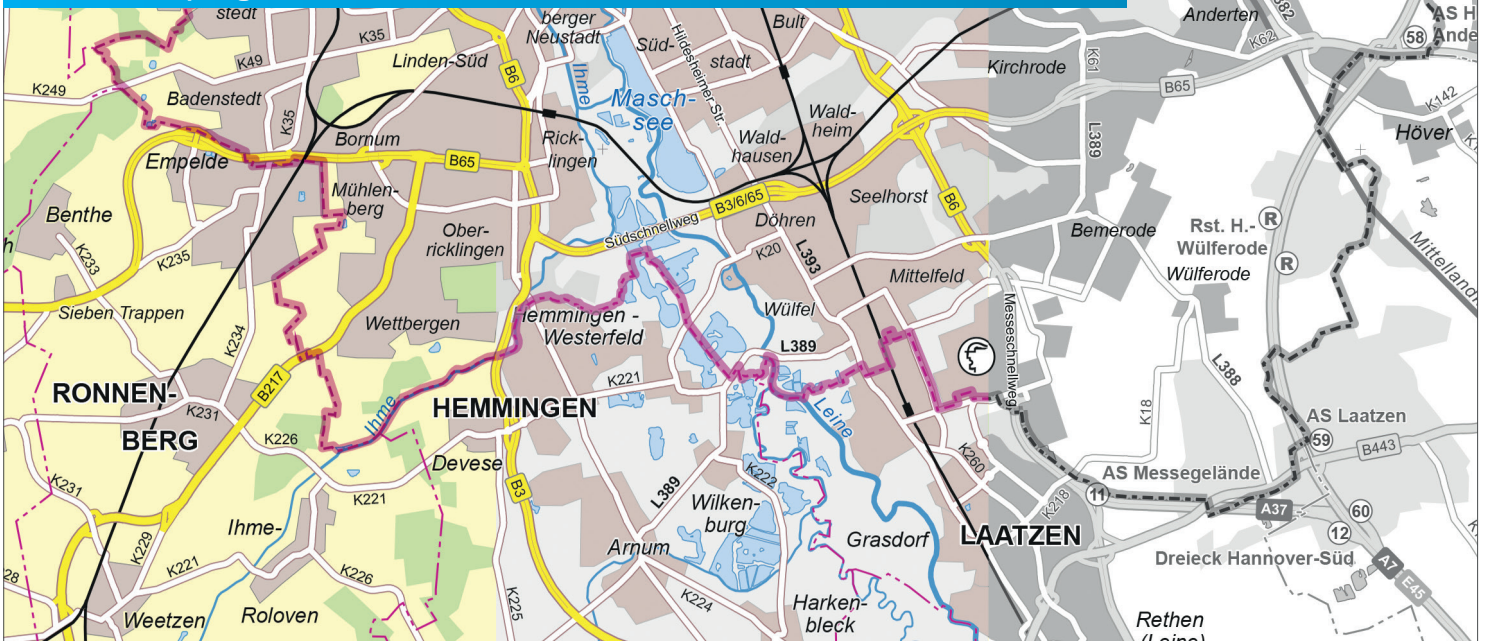 stedt
K35
K49
K249
Badenstedt
K35
Linden-Süd
B6
berger
Neustadt
Ihme
Süd-
stadt
Hildesheimer Str.
Bult
Masch-
see
Wald-
heim
Wald-
hausen
Kirchrode
K61
L389
Anderten
K62
B65
AS H
Ande
58
K142
Höver
Bornum
Rick-
lingen
Empelde
B65
Mühlen-
berg
Benthe
K233
K235
Ober-
ricklingen
Südschnellweg
B3/6/65
Döhren
Seelhorst
B6
Bemerode
Rst. H.-
Wülferode
R
R
Wülferode
K20
L393
Mittelfeld
Sieben Trappen
K234
Wettbergen
Hemmingen -
Westerfeld
Wülfel
L389
Messeschnellweg
L388
K18
RONNEN-
BERG
B217
K231
K226
Ihme
HEMMINGEN
K221
Leine
AS Laatzen
59
B443
Devese
K231
K221
B3
L389
K222
Wilken-
burg
K260
K218
AS Messegelände
11
A37
60
12
Dreieck Hannover-Süd
A7
E45
Ihme-
K229
K221
K226
Arnum
Grasdorf
LAATZEN
Weetzen
Roloven
K225
K224
Harken-
bleck
Rethen
(Leine)